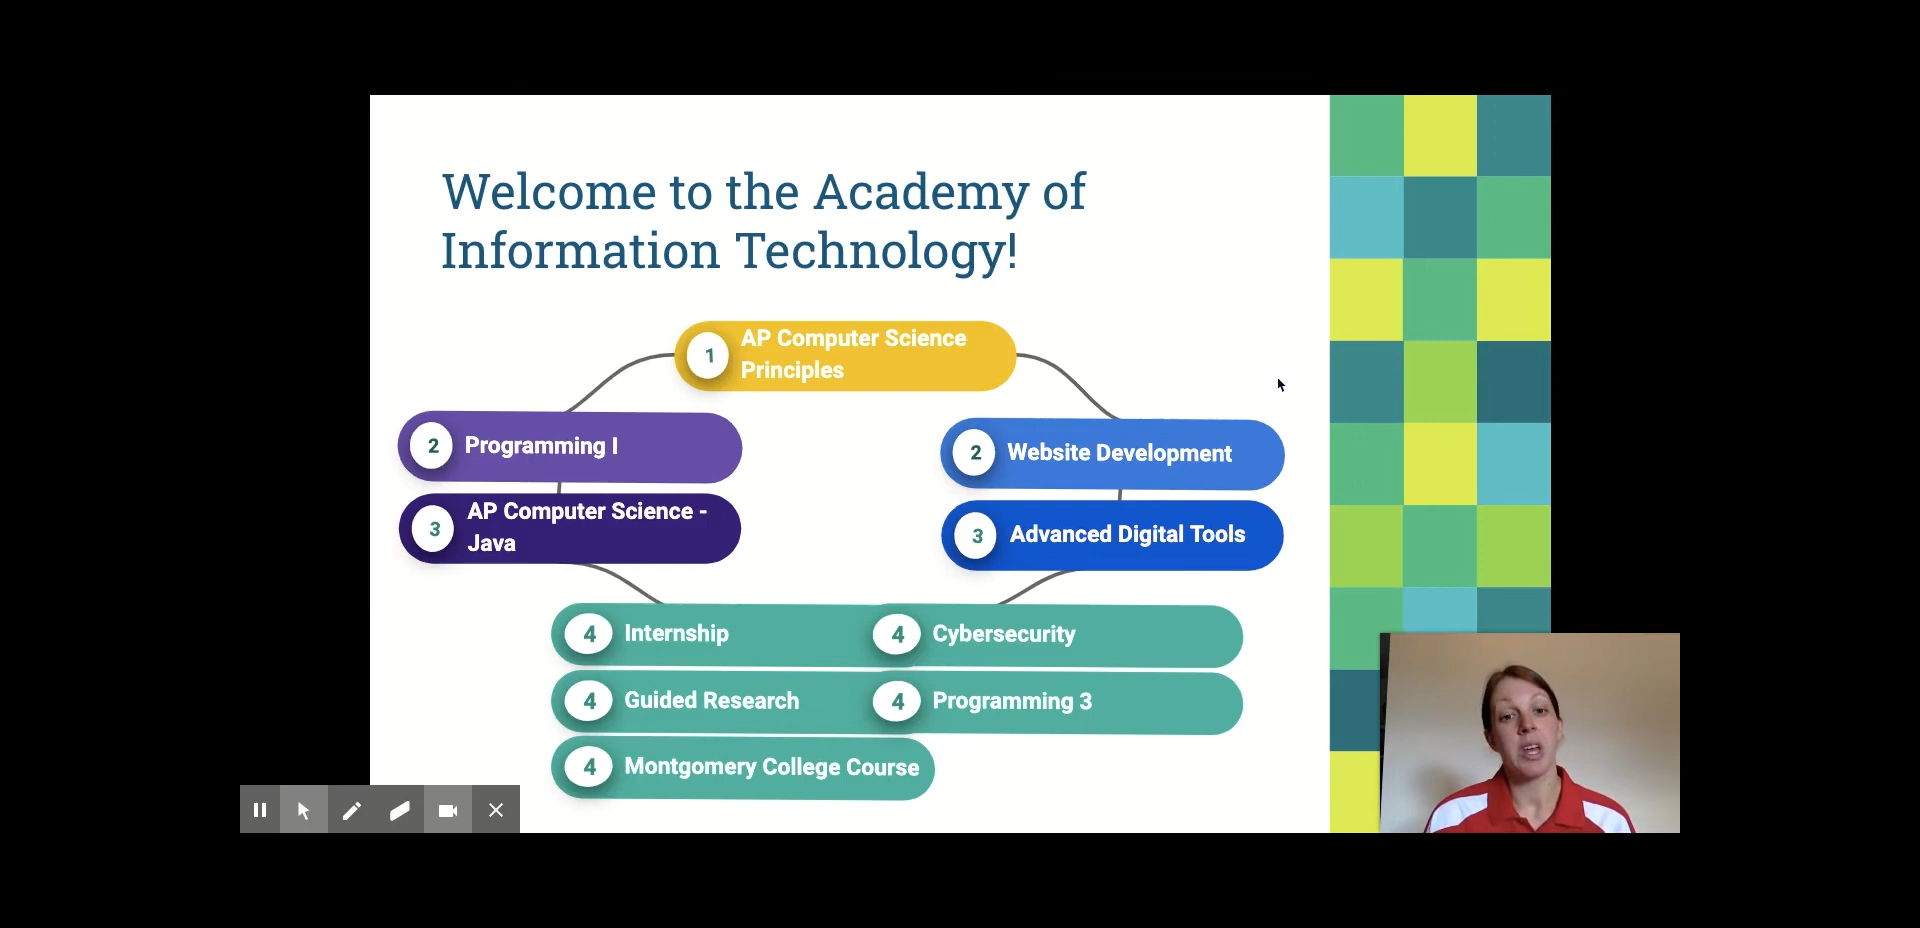 Welcome to the Academy of
Information Technology!
1
AP Computer Science
Principles
2
Programming I
2
Website Development
3
AP Computer Science -
Java
3
Advanced Digital Tools
4
Internship
4
Cybersecurity
4
Guided Research
4
Programming 3
4
Montgomery College Course